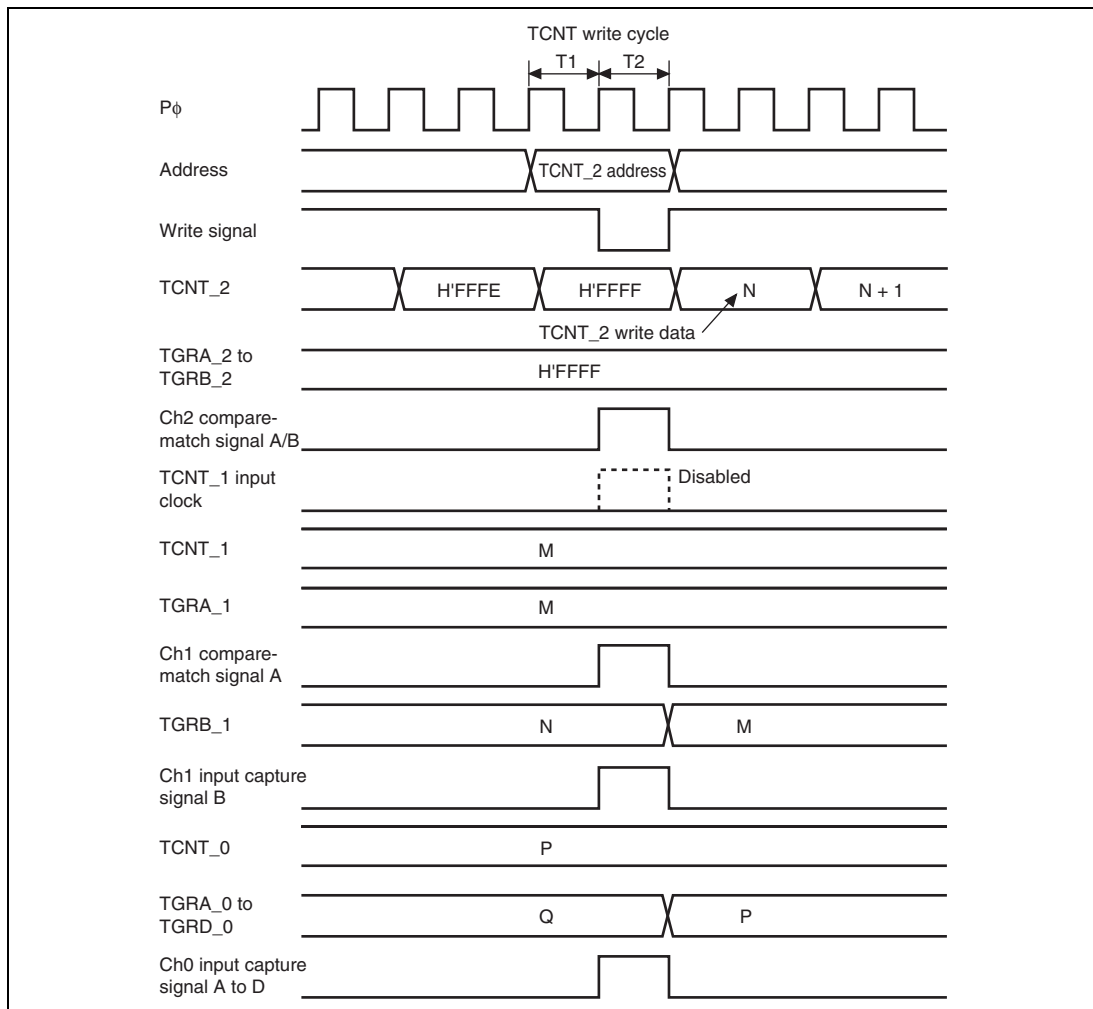 TCNT write cycle
T1 T2
Pϕ
Address
TCNT_2 address
Write signal
TCNT_2
H'FFFE H'FFFF N N + 1
TCNT_2 write data
TGRA_2 to
TGRB_2
H'FFFF
Ch2 compare-
match signal A/B
TCNT_1 input
clock
Disabled
TCNT_1
M
TGRA_1
M
Ch1 compare-
match signal A
TGRB_1
N M
Ch1 input capture
signal B
TCNT_0
P
TGRA_0 to
TGRD_0
Q P
Ch0 input capture
signal A to D